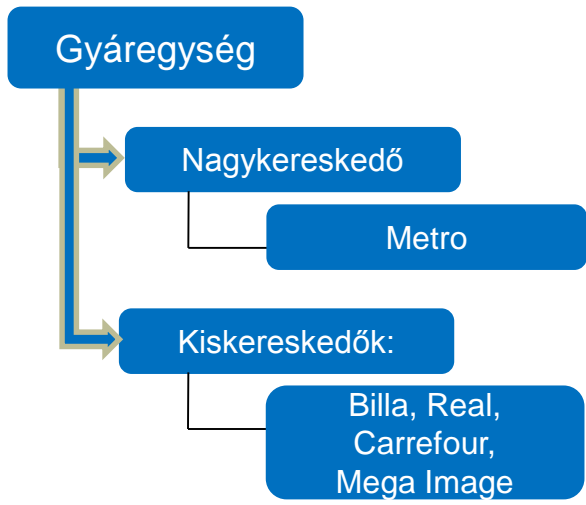 Gyáregység
Nagykereskedő
Metro
Kiskereskedők:
Billa, Real,
Carrefour,
Mega Image